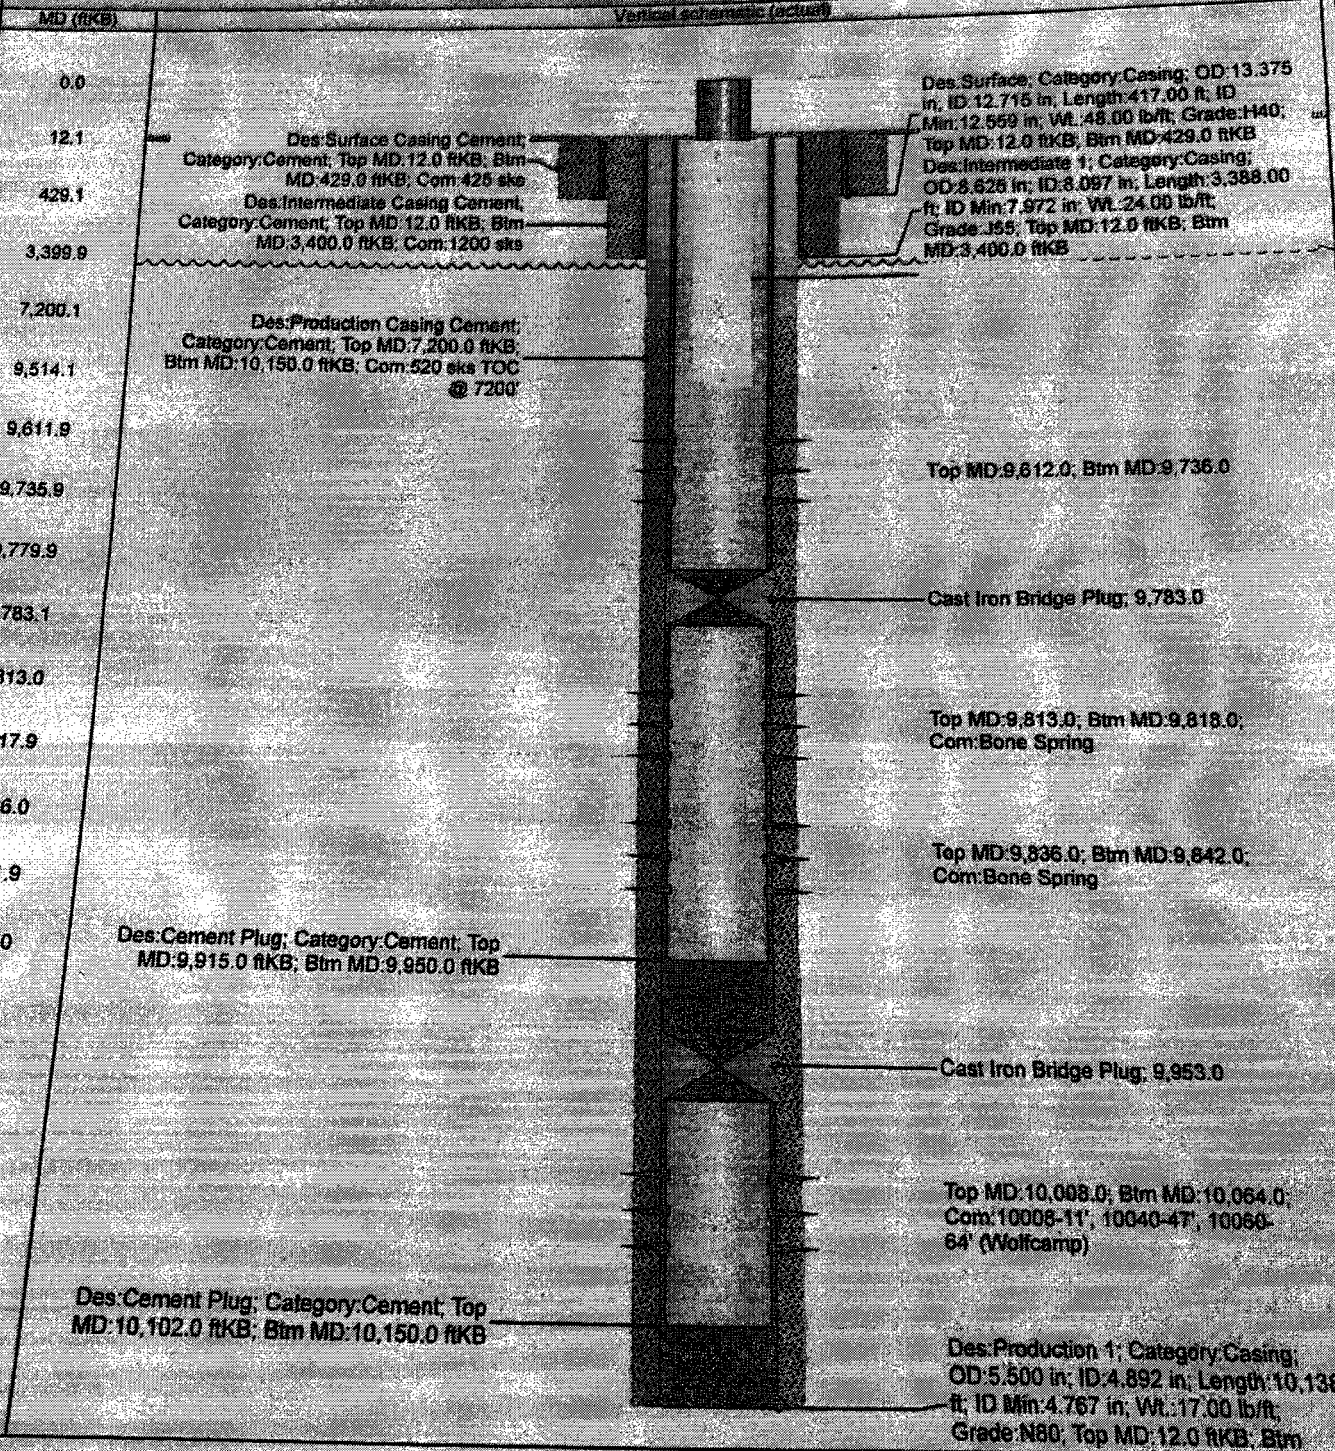 MD (ftKB)
Vertical schematic (actual)
0.0
12.1
429.1
3,399.9
7,200.1
9,514.1
9,611.9
9,735.9
,779.9
783.1
813.0
17.9
6.0
.9
0
Des:Surface Casing Cement;
Category:Cement; Top MD:12.0 ftKB; Btm
MD:429.0 ftKB; Com:425 sks
Des:Intermediate Casing Cement;
Category:Cement; Top MD:12.0 ftKB; Btm
MD:3,400.0 ftKB; Com:1200 sks
Des:Production Casing Cement;
Category:Cement; Top MD:7,200.0 ftKB;
Btm MD:10,150.0 ftKB; Com:520 sks TOC
@ 7200'
Des:Cement Plug; Category:Cement; Top
MD:9,915.0 ftKB; Btm MD:9,950.0 ftKB
Des:Cement Plug; Category:Cement; Top
MD:10,102.0 ftKB; Btm MD:10,150.0 ftKB
Des:Surface; Category:Casing; OD:13.375
in; ID:12.715 in; Length:417.00 ft; ID
Min:12.559 in; Wt.:48.00 lb/ft; Grade:H40;
Top MD:12.0 ftKB; Btm MD:429.0 ftKB
Des:Intermediate 1; Category:Casing;
OD:8.625 in; ID:8.097 in; Length:3,388.00
ft; ID Min:7.972 in; Wt.:24.00 lb/ft;
Grade:J55; Top MD:12.0 ftKB; Btm
MD:3,400.0 ftKB
Top MD:9,612.0; Btm MD:9,736.0
Cast Iron Bridge Plug; 9,783.0
Top MD:9,813.0; Btm MD:9,818.0;
Com:Bone Spring
Top MD:9,836.0; Btm MD:9,842.0;
Com:Bone Spring
Cast Iron Bridge Plug; 9,953.0
Top MD:10,008.0; Btm MD:10,064.0;
Com:10008-11', 10040-47', 10060-
64' (Wolfcamp)
Des:Production 1; Category:Casing;
OD:5.500 in; ID:4.892 in; Length:10,138
ft; ID Min:4.767 in; Wt.:17.00 lb/ft;
Grade:N80; Top MD:12.0 ftKB; Btm